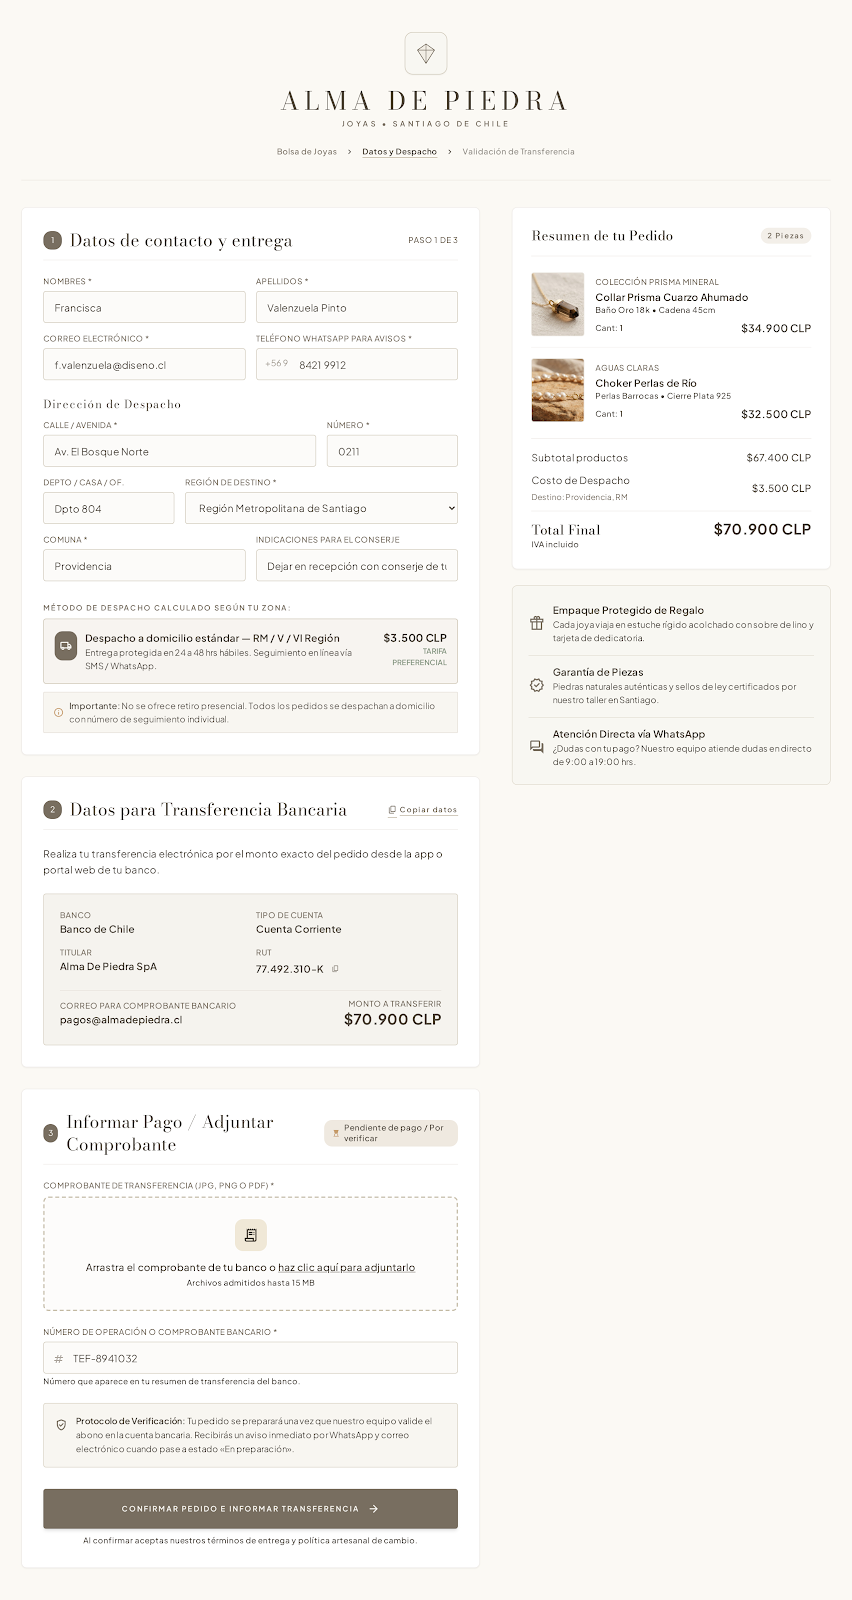 ALMA DE PIEDRA
JOYAS • SANTIAGO DE CHILE
Bolsa de Joyas > Datos y Despacho > Validación de Transferencia
1 Datos de contacto y entrega
PASO 1 DE 3
NOMBRES *
APELLIDOS *
Francisca
Valenzuela Pinto
CORREO ELECTRÓNICO *
TELÉFONO WHATSAPP PARA AVISOS *
f.valenzuela@diseno.cl
+56 9 8421 9912
Dirección de Despacho
CALLE / AVENIDA *
NÚMERO *
Av. El Bosque Norte
0211
DEPTO / CASA / OF.
REGIÓN DE DESTINO *
Dpto 804
Región Metropolitana de Santiago
COMUNA *
INDICACIONES PARA EL CONSERJE
Providencia
Dejar en recepción con conserje de tu
MÉTODO DE DESPACHO CALCULADO SEGÚN TU ZONA:
Despacho a domicilio estándar — RM / V / VI Región
Entrega protegida en 24 a 48 hrs hábiles. Seguimiento en línea vía
SMS / WhatsApp.
$3.500 CLP
TARIFA
PREFERENCIAL
Importante: No se ofrece retiro presencial. Todos los pedidos se despachan a domicilio
con número de seguimiento individual.
2 Datos para Transferencia Bancaria
Copiar datos
Realiza tu transferencia electrónica por el monto exacto del pedido desde la app o
portal web de tu banco.
BANCO
TIPO DE CUENTA
Banco de Chile
Cuenta Corriente
TITULAR
RUT
Alma De Piedra SpA
77.492.310-K
CORREO PARA COMPROBANTE BANCARIO
MONTO A TRANSFERIR
pagos@almadepiedra.cl
$70.900 CLP
3 Informar Pago / Adjuntar
Comprobante
Pendiente de pago / Por
verificar
COMPROBANTE DE TRANSFERENCIA (JPG, PNG O PDF) *
Arrastra el comprobante de tu banco o haz clic aquí para adjuntarlo
Archivos admitidos hasta 15 MB
NÚMERO DE OPERACIÓN O COMPROBANTE BANCARIO *
# TEF-8941032
Número que aparece en tu resumen de transferencia del banco.
Protocolo de Verificación: Tu pedido se preparará una vez que nuestro equipo valide el
abono en la cuenta bancaria. Recibirás un aviso inmediato por WhatsApp y correo
electrónico cuando pase a estado «En preparación».
CONFIRMAR PEDIDO E INFORMAR TRANSFERENCIA →
Al confirmar aceptas nuestros términos de entrega y política artesanal de cambio.
Resumen de tu Pedido
2 Piezas
COLECCIÓN PRISMA MINERAL
Collar Prisma Cuarzo Ahumado
Baño Oro 18k • Cadena 45cm
Cant: 1
$34.900 CLP
AGUAS CLARAS
Choker Perlas de Río
Perlas Barrocas • Cierre Plata 925
Cant: 1
$32.500 CLP
Subtotal productos
$67.400 CLP
Costo de Despacho
$3.500 CLP
Destino: Providencia, RM
Total Final
$70.900 CLP
IVA incluido
Empaque Protegido de Regalo
Cada joya viaja en estuche rígido acolchado con sobre de lino y
tarjeta de dedicatoria.
Garantía de Piezas
Piedras naturales auténticas y sellos de ley certificados por
nuestro taller en Santiago.
Atención Directa vía WhatsApp
¿Dudas con tu pago? Nuestro equipo atiende dudas en directo
de 9:00 a 19:00 hrs.